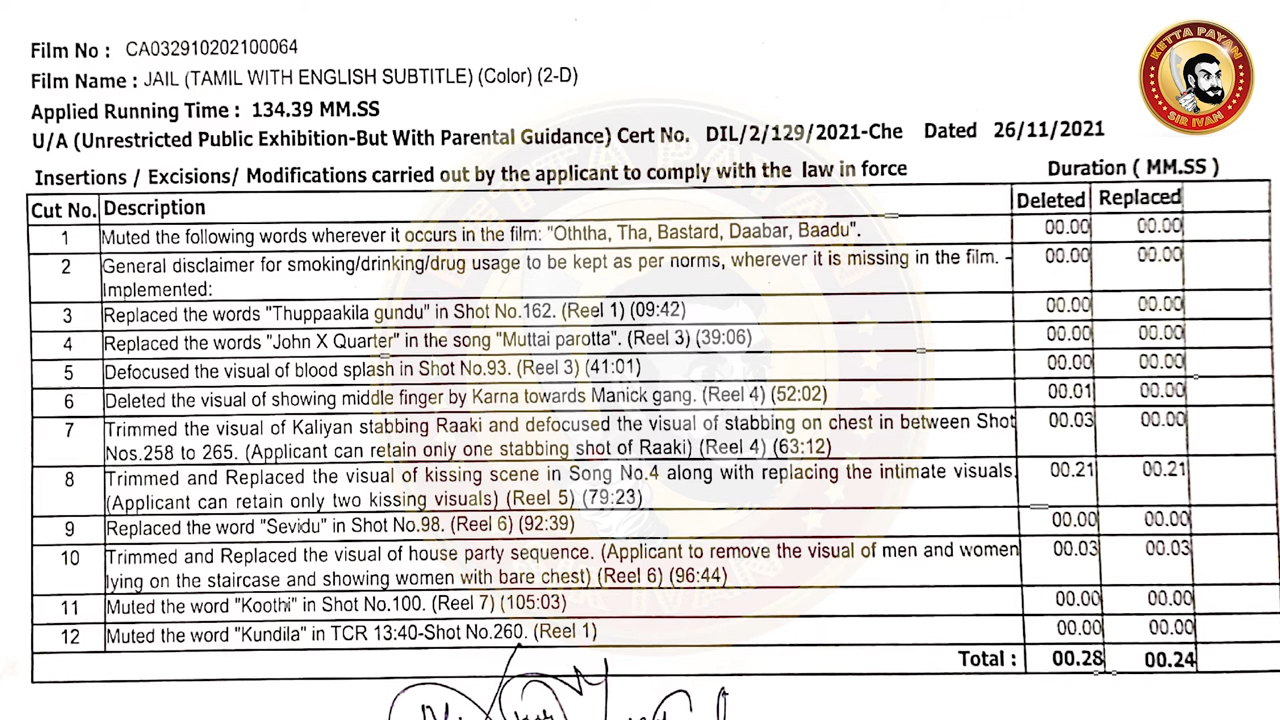 Film No : CA032910202100064
Film Name : JAIL (TAMIL WITH ENGLISH SUBTITLE) (Color) (2-D)
Applied Running Time : 134.39 MM.SS
U/A (Unrestricted Public Exhibition-But With Parental Guidance) Cert No. DIL/2/129/2021-Che Dated 26/11/2021
Insertions / Excisions/ Modifications carried out by the applicant to comply with the law in force Duration ( MM.SS )
Cut No. Description Deleted Replaced
1 Muted the following words wherever it occurs in the film: "Oththa, Tha, Bastard, Daabar, Baadu". 00.00 00.00
2 General disclaimer for smoking/drinking/drug usage to be kept as per norms, wherever it is missing in the film. - 00.00 00.00
Implemented:
3 Replaced the words "Thuppaakila gundu" in Shot No.162. (Reel 1) (09:42) 00.00 00.00
4 Replaced the words "John X Quarter" in the song "Muttai parotta". (Reel 3) (39:06) 00.00 00.00
5 Defocused the visual of blood splash in Shot No.93. (Reel 3) (41:01) 00.00 00.00
6 Deleted the visual of showing middle finger by Karna towards Manick gang. (Reel 4) (52:02) 00.01 00.00
7 Trimmed the visual of Kaliyan stabbing Raaki and defocused the visual of stabbing on chest in between Shot 00.03 00.00
Nos.258 to 265. (Applicant can retain only one stabbing shot of Raaki) (Reel 4) (63:12)
8 Trimmed and Replaced the visual of kissing scene in Song No.4 along with replacing the intimate visuals. 00.21 00.21
(Applicant can retain only two kissing visuals) (Reel 5) (79:23)
9 Replaced the word "Sevidu" in Shot No.98. (Reel 6) (92:39) 00.00 00.00
10 Trimmed and Replaced the visual of house party sequence. (Applicant to remove the visual of men and women 00.03 00.03
lying on the staircase and showing women with bare chest) (Reel 6) (96:44)
11 Muted the word "Koothi" in Shot No.100. (Reel 7) (105:03) 00.00 00.00
12 Muted the word "Kundila" in TCR 13:40-Shot No.260. (Reel 1) 00.00 00.00
Total : 00.28 00.24
KETTA PAYAN
SIR IVAN